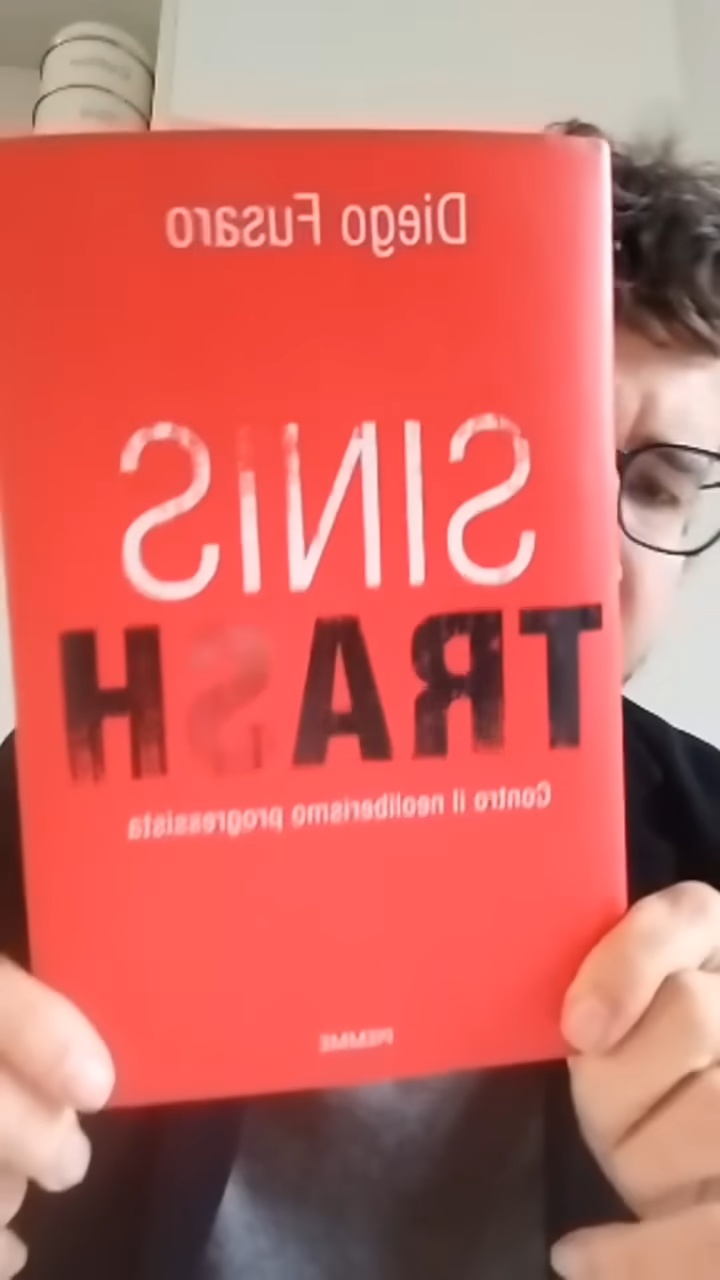 Diego Fusaro
SINIS
TRASH
Contro il neoliberismo progressista
PIEMME